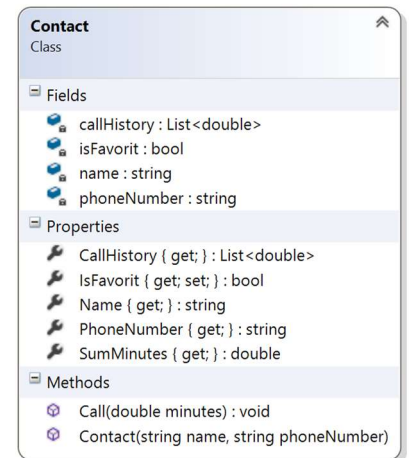 Contact
Class
Fields
callHistory : List<double>
isFavorit : bool
name : string
phoneNumber : string
Properties
CallHistory { get; } : List<double>
IsFavorit { get; set; } : bool
Name { get; } : string
PhoneNumber { get; } : string
SumMinutes { get; } : double
Methods
Call(double minutes) : void
Contact(string name, string phoneNumber)